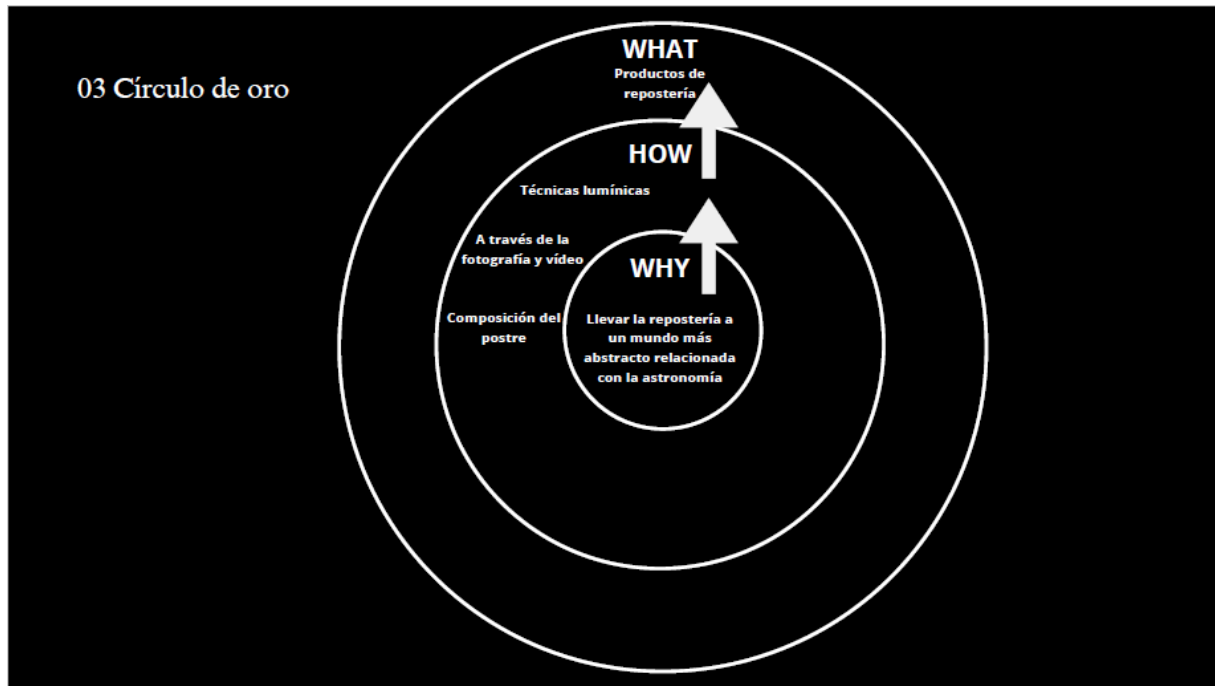 03 Círculo de oro
WHAT
Productos de
repostería
HOW
Técnicas lumínicas
A través de la
fotografía y vídeo
Composición del
postre
WHY
Llevar la repostería a
un mundo más
abstracto relacionada
con la astronomía